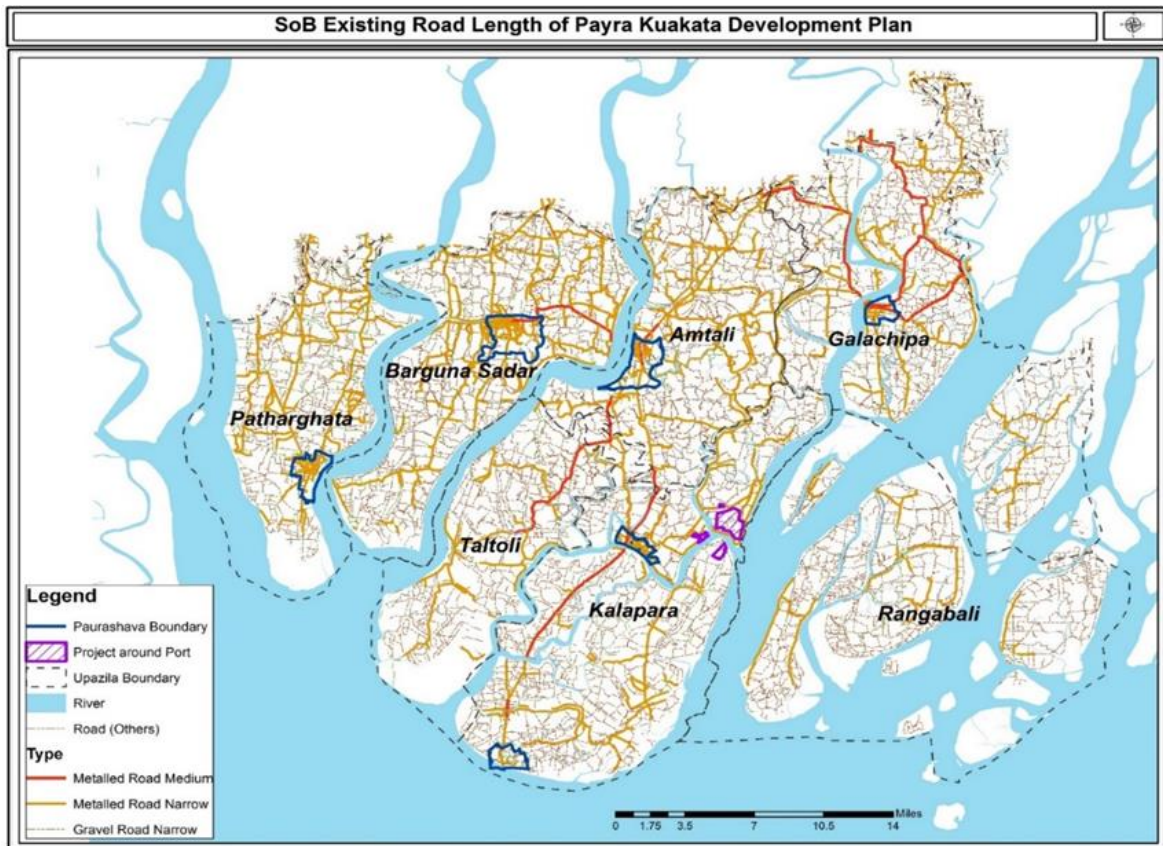 SoB Existing Road Length of Payra Kuakata Development Plan
Amtali
Galachipa
Barguna Sadar
Patharghata
Taltoli
Kalapara
Rangabali
Legend
Paurashava Boundary
Project around Port
Upazila Boundary
River
Road (Others)
Type
Metalled Road Medium
Metalled Road Narrow
Gravel Road Narrow
Miles
0 1.75 3.5 7 10.5 14